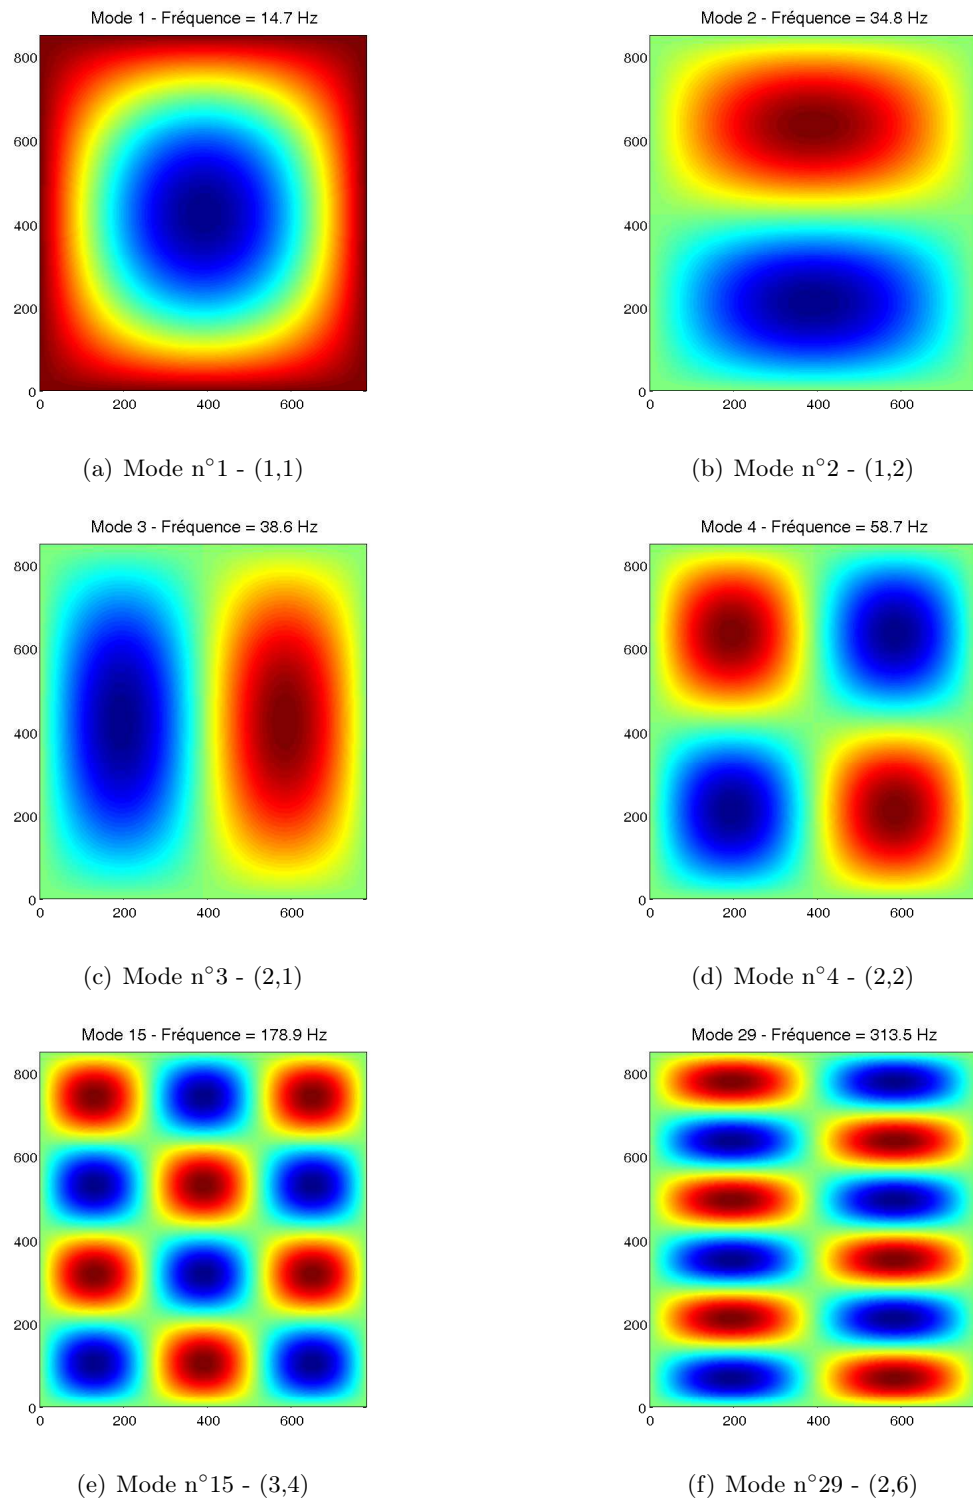 Mode 1 - Fréquence = 14.7 Hz
800
600
400
200
0
0 200 400 600
(a) Mode n°1 - (1,1)
Mode 2 - Fréquence = 34.8 Hz
800
600
400
200
0
0 200 400 600
(b) Mode n°2 - (1,2)
Mode 3 - Fréquence = 38.6 Hz
800
600
400
200
0
0 200 400 600
(c) Mode n°3 - (2,1)
Mode 4 - Fréquence = 58.7 Hz
800
600
400
200
0
0 200 400 600
(d) Mode n°4 - (2,2)
Mode 15 - Fréquence = 178.9 Hz
800
600
400
200
0
0 200 400 600
(e) Mode n°15 - (3,4)
Mode 29 - Fréquence = 313.5 Hz
800
600
400
200
0
0 200 400 600
(f) Mode n°29 - (2,6)